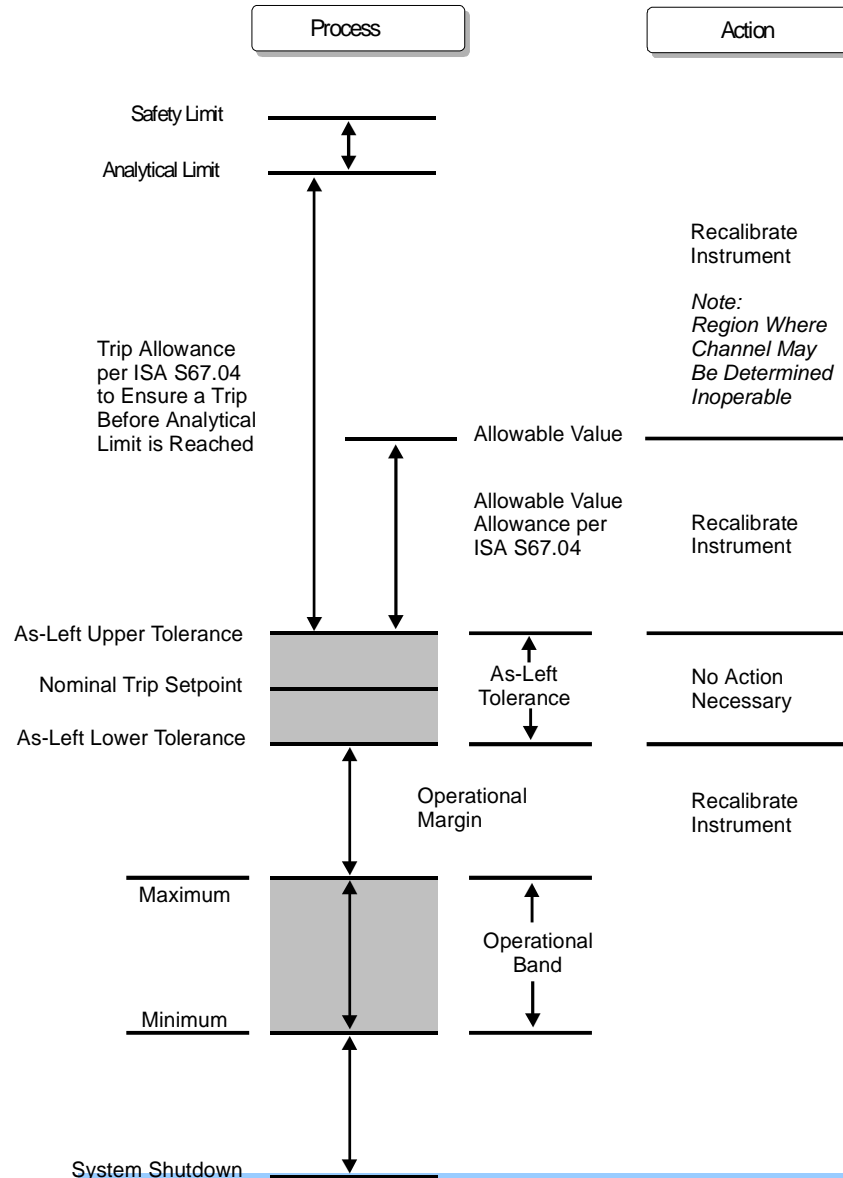 Process
Action
Safety Limit
Analytical Limit
Recalibrate
Instrument
Note:
Region Where
Channel May
Be Determined
Inoperable
Trip Allowance
per ISA S67.04
to Ensure a Trip
Before Analytical
Limit is Reached
Allowable Value
Allowable Value
Allowance per
ISA S67.04
Recalibrate
Instrument
As-Left Upper Tolerance
Nominal Trip Setpoint
As-Left Lower Tolerance
As-Left
Tolerance
No Action
Necessary
Operational
Margin
Recalibrate
Instrument
Maximum
Operational
Band
Minimum
System Shutdown